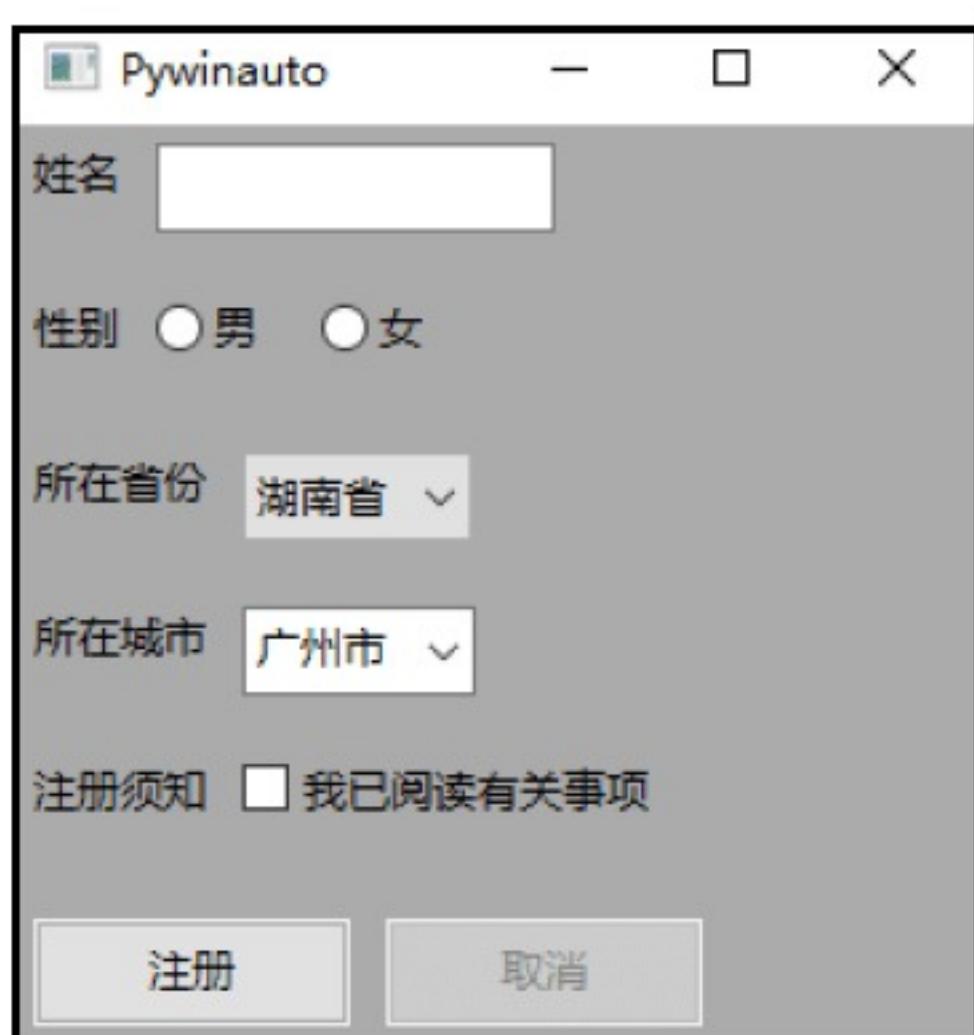 Pywinauto
姓名
性别 男 女
所在省份 湖南省
所在城市 广州市
注册须知 我已阅读有关事项
注册 取消